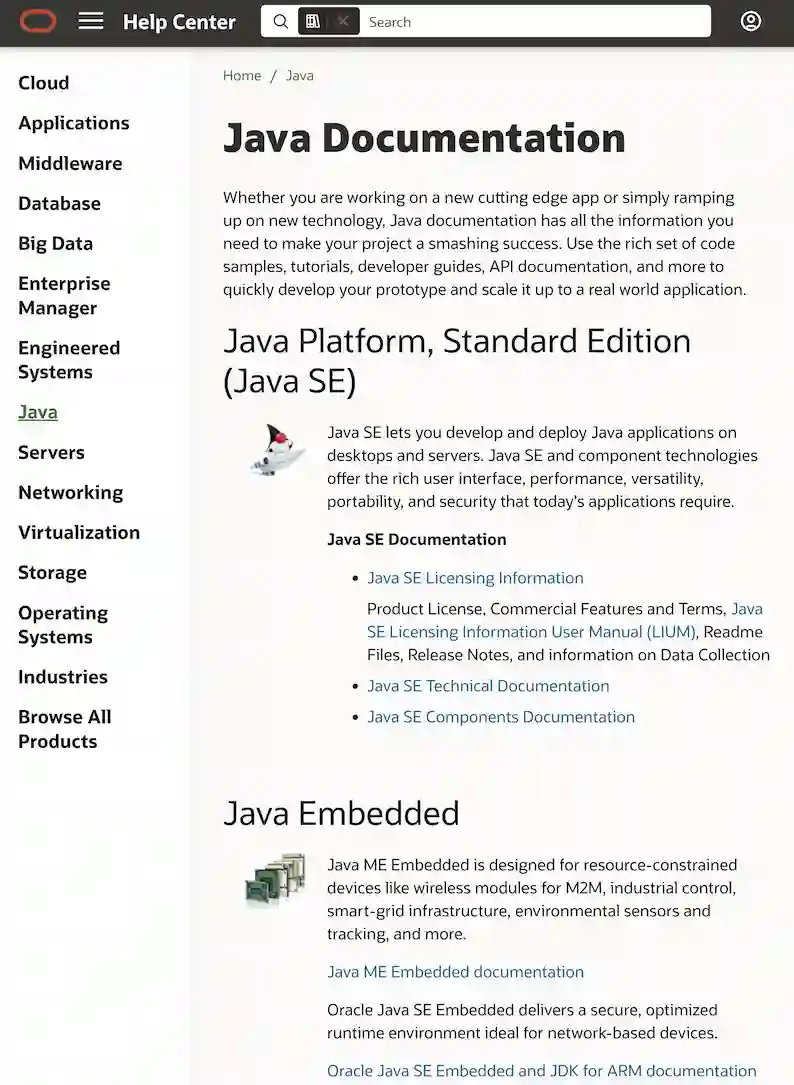 Help Center
Search
Cloud
Applications
Middleware
Database
Big Data
Enterprise
Manager
Engineered
Systems
Java
Servers
Networking
Virtualization
Storage
Operating
Systems
Industries
Browse All
Products
Home / Java
Java Documentation
Whether you are working on a new cutting edge app or simply ramping
up on new technology, Java documentation has all the information you
need to make your project a smashing success. Use the rich set of code
samples, tutorials, developer guides, API documentation, and more to
quickly develop your prototype and scale it up to a real world application.
Java Platform, Standard Edition
(Java SE)
Java SE lets you develop and deploy Java applications on
desktops and servers. Java SE and component technologies
offer the rich user interface, performance, versatility,
portability, and security that today's applications require.
Java SE Documentation
• Java SE Licensing Information
Product License, Commercial Features and Terms, Java
SE Licensing Information User Manual (LIUM), Readme
Files, Release Notes, and information on Data Collection
• Java SE Technical Documentation
• Java SE Components Documentation
Java Embedded
Java ME Embedded is designed for resource-constrained
devices like wireless modules for M2M, industrial control,
smart-grid infrastructure, environmental sensors and
tracking, and more.
Java ME Embedded documentation
Oracle Java SE Embedded delivers a secure, optimized
runtime environment ideal for network-based devices.
Oracle Java SE Embedded and JDK for ARM documentation